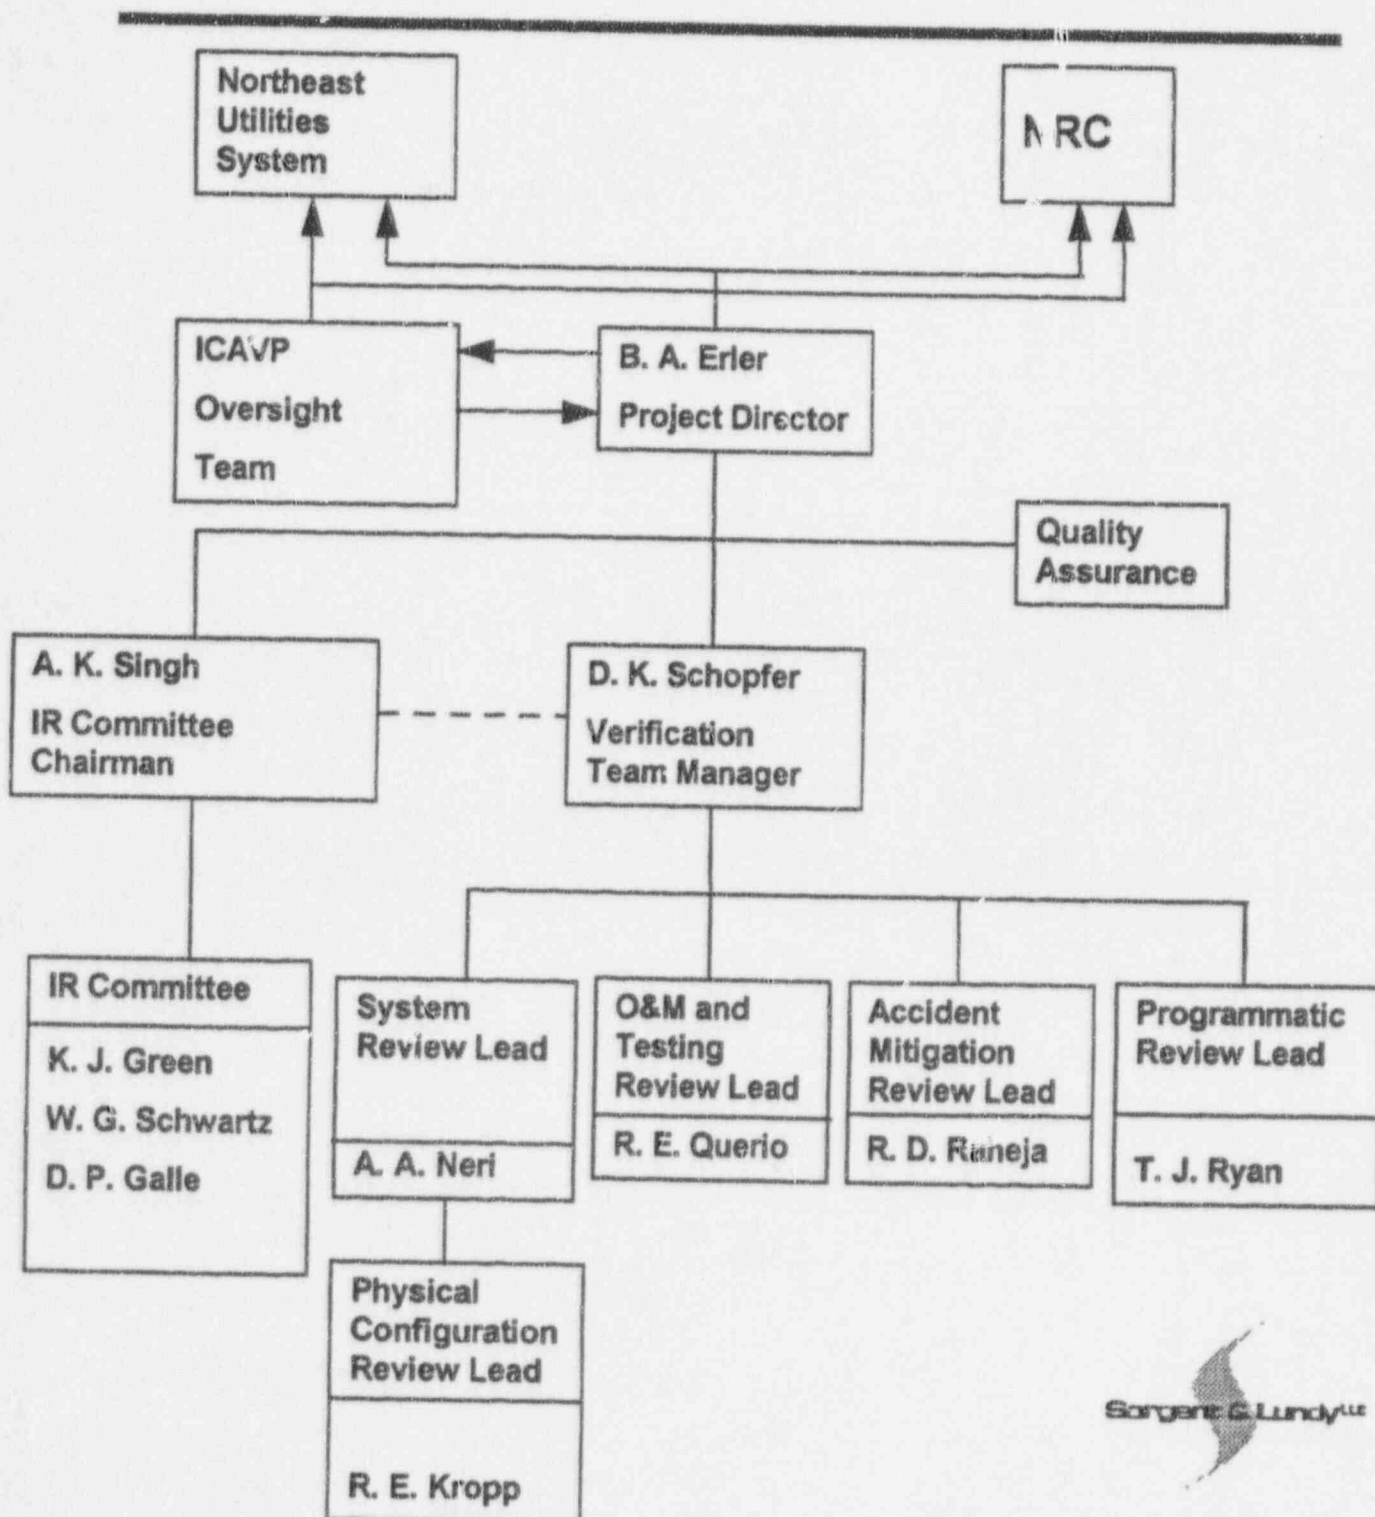 Northeast
Utilities
System
NRC
ICAVP
Oversight
Team
B. A. Erler
Project Director
Quality
Assurance
A. K. Singh
IR Committee
Chairman
D. K. Schopfer
Verification
Team Manager
IR Committee
K. J. Green
W. G. Schwartz
D. P. Galle
System
Review Lead
A. A. Neri
O&M and
Testing
Review Lead
R. E. Querio
Accident
Mitigation
Review Lead
R. D. Raneja
Programmatic
Review Lead
T. J. Ryan
Physical
Configuration
Review Lead
R. E. Kropp
Sargent & Lundy LLC